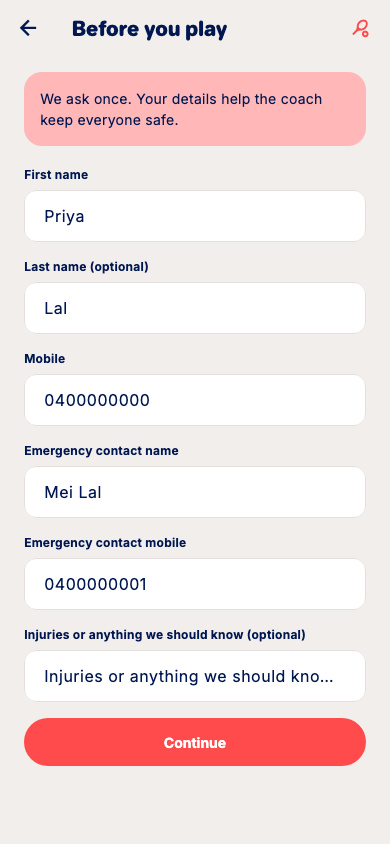 Before you play
We ask once. Your details help the coach
keep everyone safe.
First name
Priya
Last name (optional)
Lal
Mobile
0400000000
Emergency contact name
Mei Lal
Emergency contact mobile
0400000001
Injuries or anything we should know (optional)
Injuries or anything we should kno...
Continue